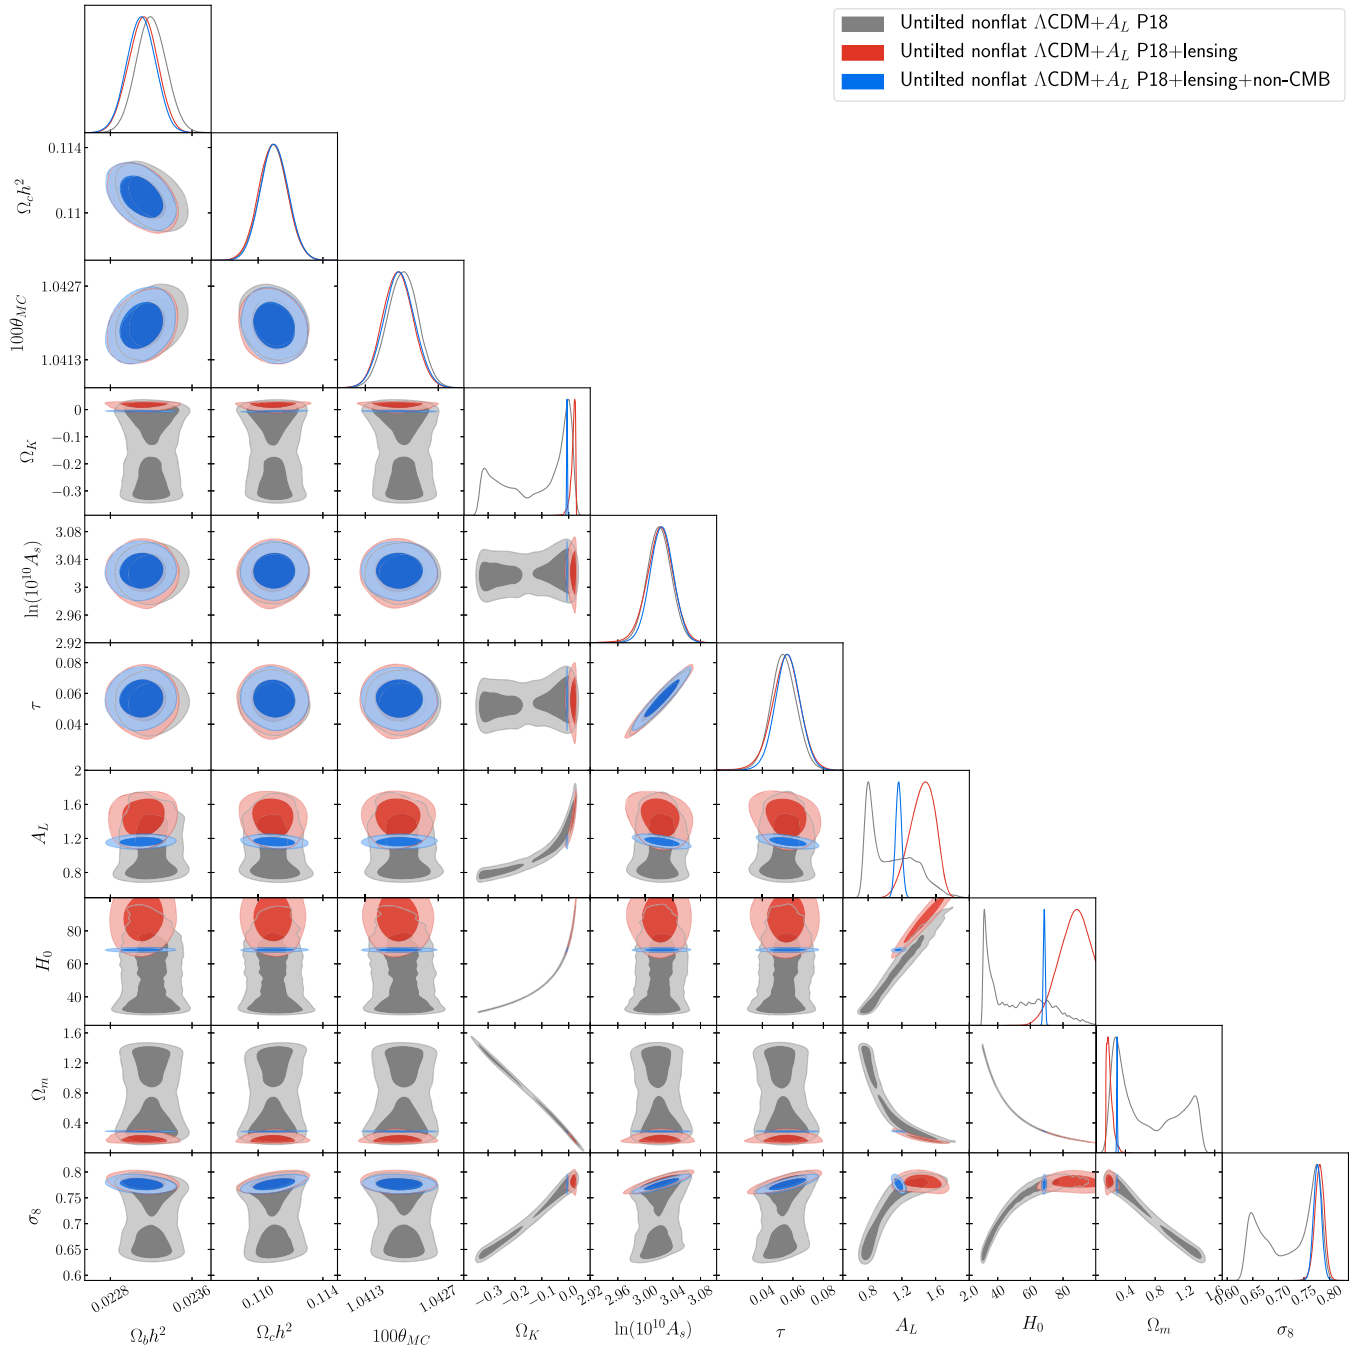 Untilted nonflat ΛCDM+A_L P18
Untilted nonflat ΛCDM+A_L P18+lensing
Untilted nonflat ΛCDM+A_L P18+lensing+non-CMB
0.114
0.11
Ω_c h²
1.0427
1.0413
100θ_MC
0
−0.1
−0.2
−0.3
Ω_K
3.08
3.04
3
2.96
2.92
ln(10¹⁰A_s)
0.08
0.06
0.04
2
τ
2
1.6
1.2
0.8
A_L
80
60
40
H_0
1.6
1.2
0.8
0.4
Ω_m
0.8
0.75
0.7
0.65
0.6
σ_8
0.0228 0.0236 0.110 0.114 1.0413 1.0427 −0.3 −0.2 −0.1 0.0 2.92 2.96 3.00 3.04 3.08 0.04 0.06 0.08 0.8 1.2 1.6 2.0 40 60 80 0.4 0.8 1.2 1.6 0.60 0.65 0.70 0.75 0.80
Ω_b h² Ω_c h² 100θ_MC Ω_K ln(10¹⁰A_s) τ A_L H_0 Ω_m σ_8